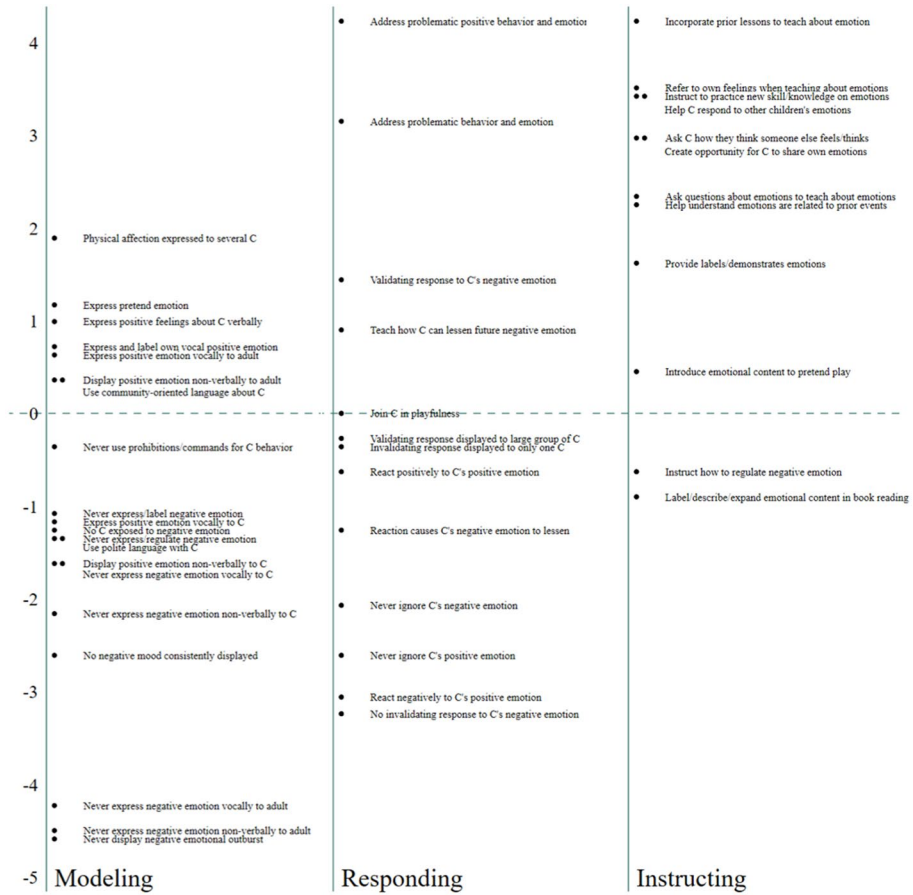 4
3
2
1
0
-1
-2
-3
-4
-5
Physical affection expressed to several C
Express pretend emotion
Express positive feelings about C verbally
Express and label own vocal positive emotion
Express positive emotion vocally to adult
Display positive emotion non-verbally to adult
Use community-oriented language about C
Never use prohibitions/commands for C behavior
Never express/label negative emotion
Express positive emotion vocally to C
No C exposed to negative emotion
Never express/regulate negative emotion
Use polite language with C
Display positive emotion non-verbally to C
Never express negative emotion vocally to C
Never express negative emotion non-verbally to C
No negative mood consistently displayed
Never express negative emotion vocally to adult
Never express negative emotion non-verbally to adult
Never display negative emotional outburst
Modeling
Address problematic positive behavior and emotion
Address problematic behavior and emotion
Validating response to C's negative emotion
Teach how C can lessen future negative emotion
Join C in playfulness
Validating response displayed to large group of C
Invalidating response displayed to only one C
React positively to C's positive emotion
Reaction causes C's negative emotion to lessen
Never ignore C's negative emotion
Never ignore C's positive emotion
React negatively to C's positive emotion
No invalidating response to C's negative emotion
Responding
Incorporate prior lessons to teach about emotion
Refer to own feelings when teaching about emotions
Instruct to practice new skill/knowledge on emotions
Help C respond to other children's emotions
Ask C how they think someone else feels/thinks
Create opportunity for C to share own emotions
Ask questions about emotions to teach about emotions
Help understand emotions are related to prior events
Provide labels/demonstrates emotions
Introduce emotional content to pretend play
Instruct how to regulate negative emotion
Label/describe/expand emotional content in book reading
Instructing